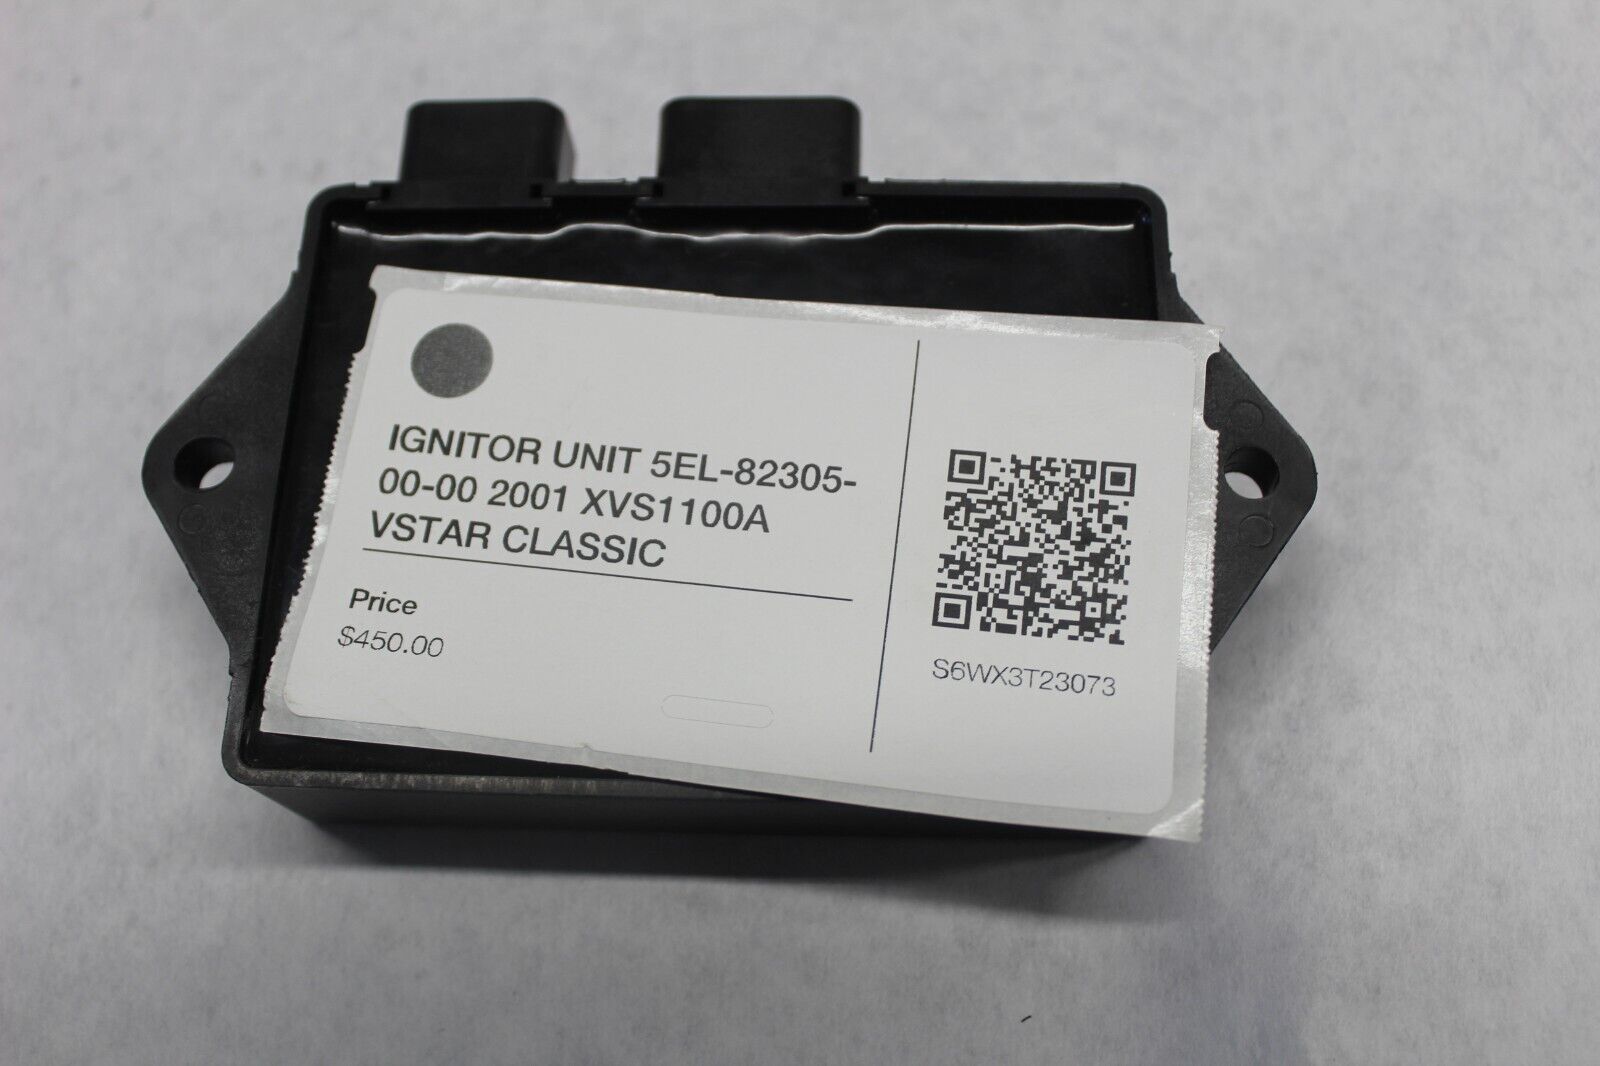 IGNITOR UNIT 5EL-82305-
00-00 2001 XVS1100A
VSTAR CLASSIC
Price
$450.00
S6WX3T23073